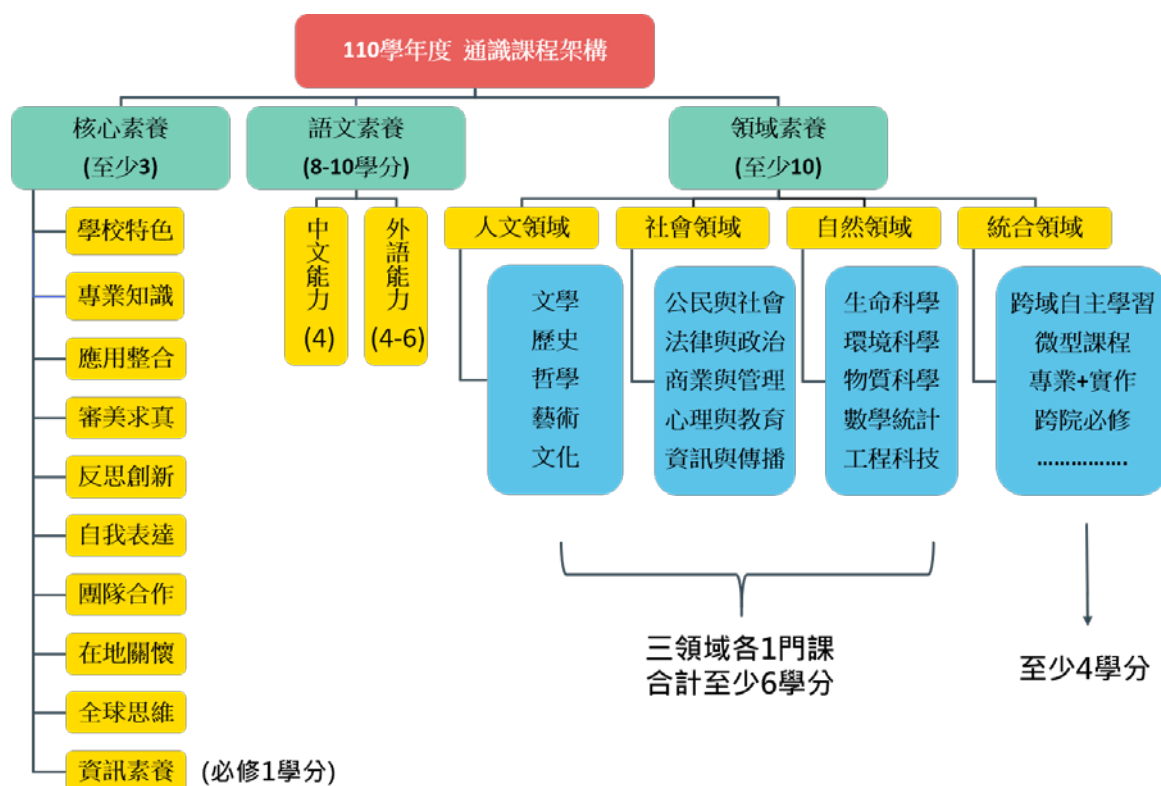 110學年度 通識課程架構
核心素養
(至少3)
語文素養
(8-10學分)
領域素養
(至少10)
學校特色
專業知識
應用整合
審美求真
反思創新
自我表達
團隊合作
在地關懷
全球思維
資訊素養
(必修1學分)
中文能力
(4)
外語能力
(4-6)
人文領域
文學
歷史
哲學
藝術
文化
社會領域
公民與社會
法律與政治
商業與管理
心理與教育
資訊與傳播
自然領域
生命科學
環境科學
物質科學
數學統計
工程科技
統合領域
跨域自主學習
微型課程
專業+實作
跨院必修
................
三領域各1門課
合計至少6學分
至少4學分